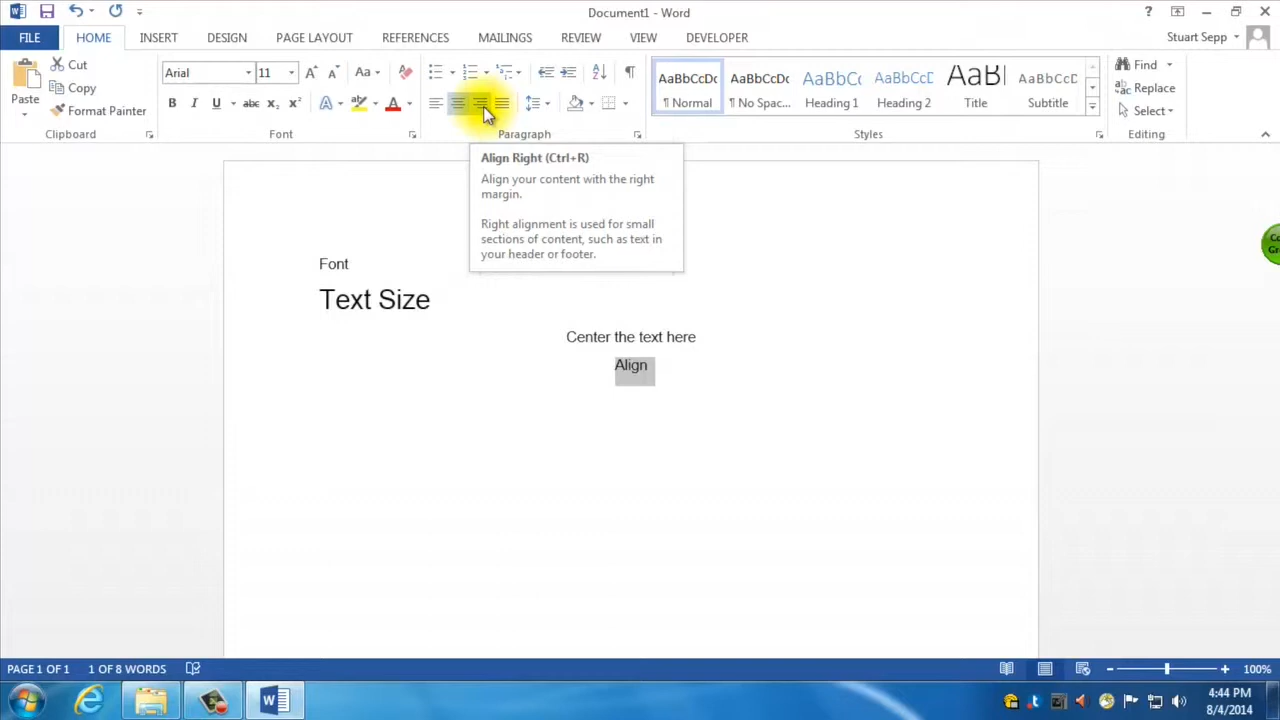 Document1 - Word
FILE HOME INSERT DESIGN PAGE LAYOUT REFERENCES MAILINGS REVIEW VIEW DEVELOPER Stuart Sepp
Cut
Copy
Format Painter
Paste
Clipboard
Arial 11
Font
Paragraph
AaBbCcDc AaBbCcDc AaBbCc AaBbCcD AaB AaBbCcD
¶ Normal ¶ No Spac... Heading 1 Heading 2 Title Subtitle
Styles
Find
Replace
Select
Editing
Align Right (Ctrl+R)
Align your content with the right
margin.
Right alignment is used for small
sections of content, such as text in
your header or footer.
Font
Text Size
Center the text here
Align
PAGE 1 OF 1 1 OF 8 WORDS 100%
4:44 PM
8/4/2014